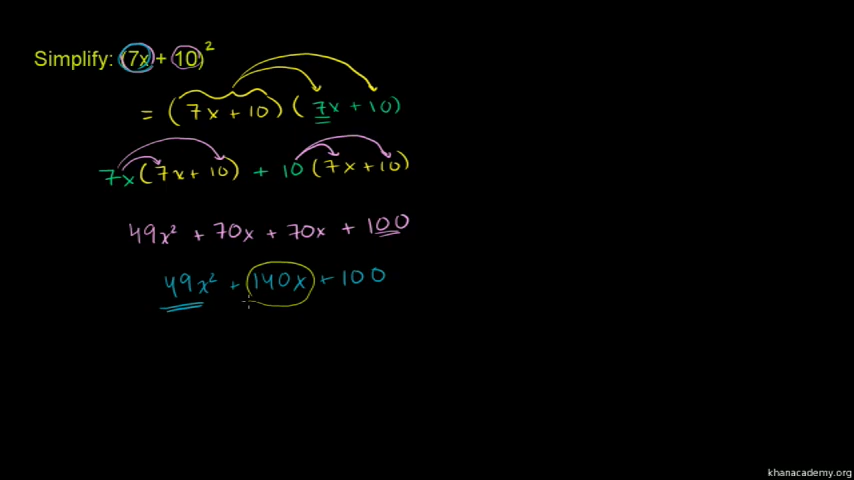 Simplify: (7x + 10)²
= (7x + 10)(7x + 10)
7x(7x + 10) + 10(7x + 10)
49x² + 70x + 70x + 100
49x² + 140x + 100
khanacademy.org